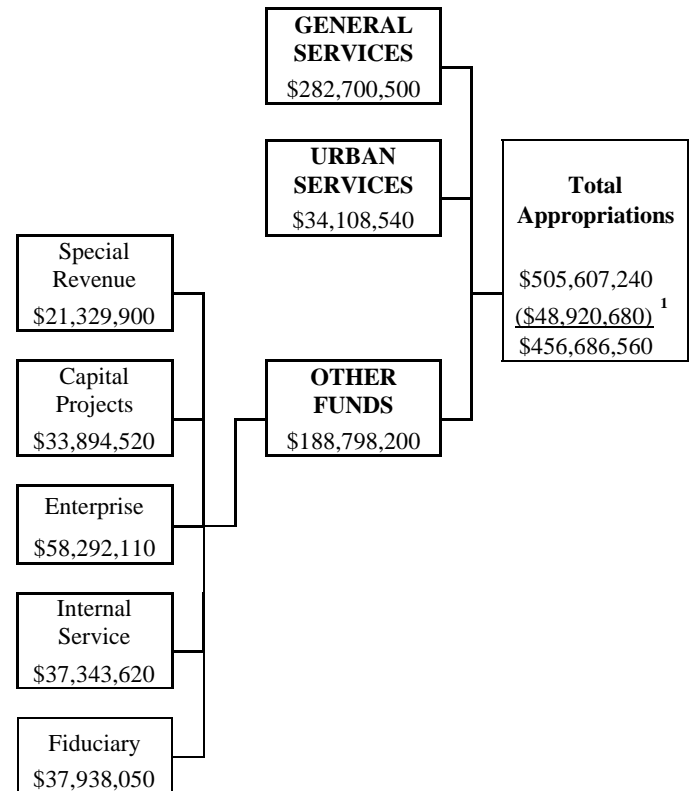 GENERAL
SERVICES
$282,700,500
URBAN
SERVICES
$34,108,540
Total
Appropriations
$505,607,240
($48,920,680) 1
$456,686,560
Special
Revenue
$21,329,900
Capital
Projects
$33,894,520
OTHER
FUNDS
$188,798,200
Enterprise
$58,292,110
Internal
Service
$37,343,620
Fiduciary
$37,938,050